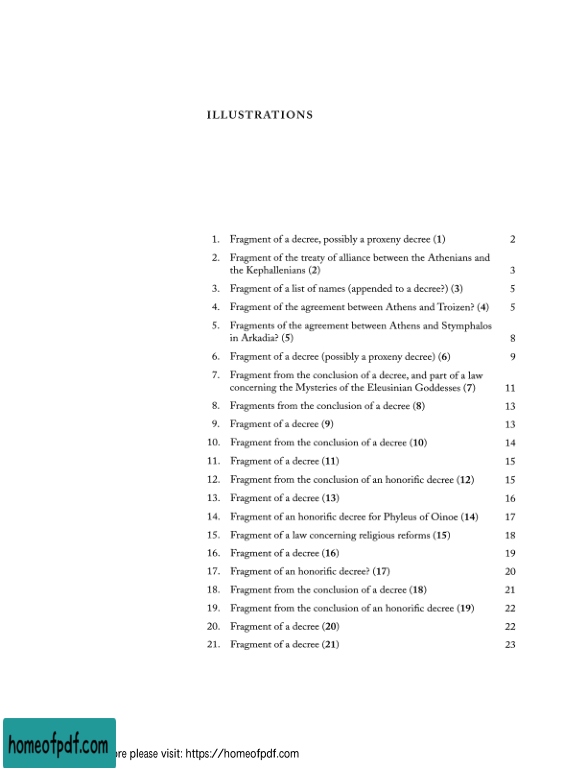 ILLUSTRATIONS
1. Fragment of a decree, possibly a proxeny decree (1) 2
2. Fragment of the treaty of alliance between the Athenians and
the Kephallenians (2) 3
3. Fragment of a list of names (appended to a decree?) (3) 5
4. Fragment of the agreement between Athens and Troizen? (4) 5
5. Fragments of the agreement between Athens and Stymphalos
in Arkadia? (5) 8
6. Fragment of a decree (possibly a proxeny decree) (6) 9
7. Fragment from the conclusion of a decree, and part of a law
concerning the Mysteries of the Eleusinian Goddesses (7) 11
8. Fragments from the conclusion of a decree (8) 13
9. Fragment of a decree (9) 13
10. Fragment from the conclusion of a decree (10) 14
11. Fragment of a decree (11) 15
12. Fragment from the conclusion of an honorific decree (12) 15
13. Fragment of a decree (13) 16
14. Fragment of an honorific decree for Phyleus of Oinoe (14) 17
15. Fragment of a law concerning religious reforms (15) 18
16. Fragment of a decree (16) 19
17. Fragment of an honorific decree? (17) 20
18. Fragment from the conclusion of a decree (18) 21
19. Fragment from the conclusion of an honorific decree (19) 22
20. Fragment of a decree (20) 22
21. Fragment of a decree (21) 23
homeofpdf.com
please visit: https://homeofpdf.com